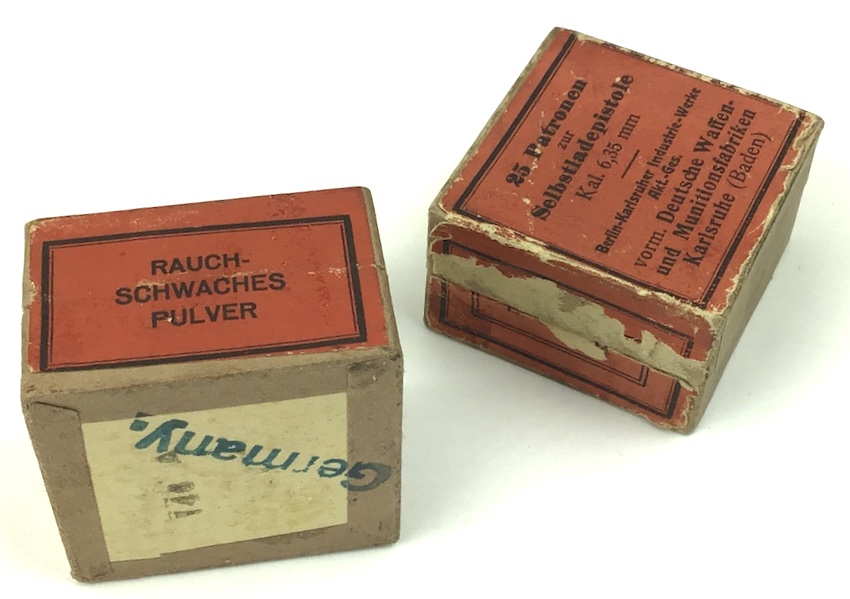 RAUCH-
SCHWACHES
PULVER
Germany.
25 Patronen
zur
Selbstladepistole
Kal. 6,35 mm
Berlin-Karlsruher Industrie-Werke
Akt.-Ges.
vorm. Deutsche Waffen-
und Munitionsfabriken
Karlsruhe (Baden)